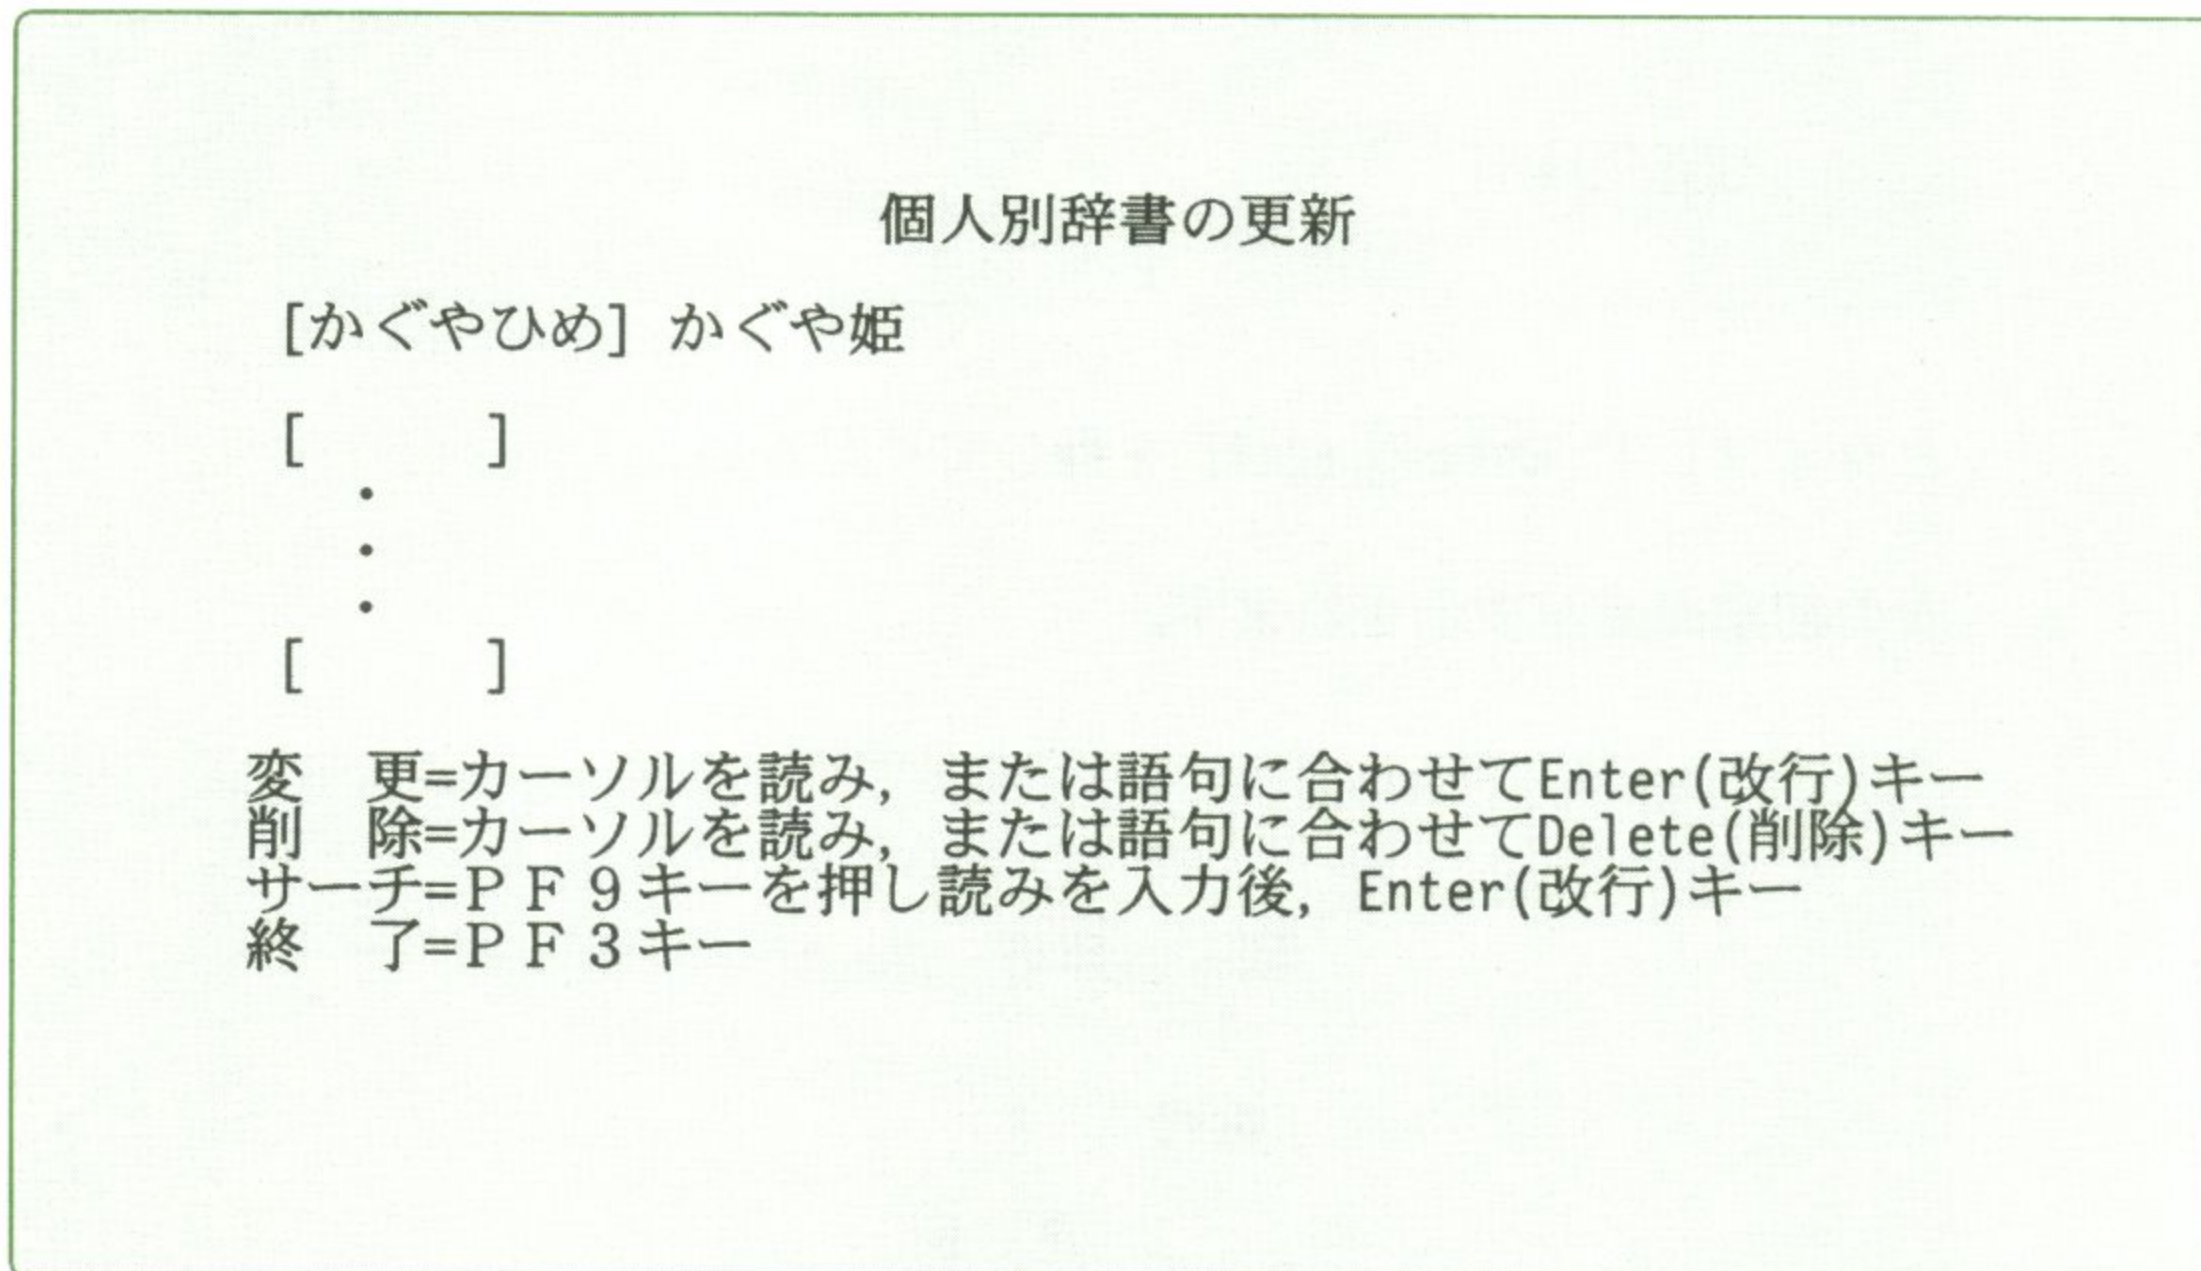 個人別辞書の更新
[かぐやひめ] かぐや姫
[　　　]
・
・
・
[　　　]
変　更=カーソルを読み，または語句に合わせてEnter(改行)キー
削　除=カーソルを読み，または語句に合わせてDelete(削除)キー
サーチ=ＰＦ９キーを押し読みを入力後，Enter(改行)キー
終　了=ＰＦ３キー